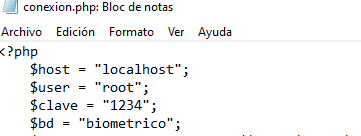 conexion.php: Bloc de notas
Archivo Edición Formato Ver Ayuda
<?php
$host = "localhost";
$user = "root";
$clave = "1234";
$bd = "biometrico";